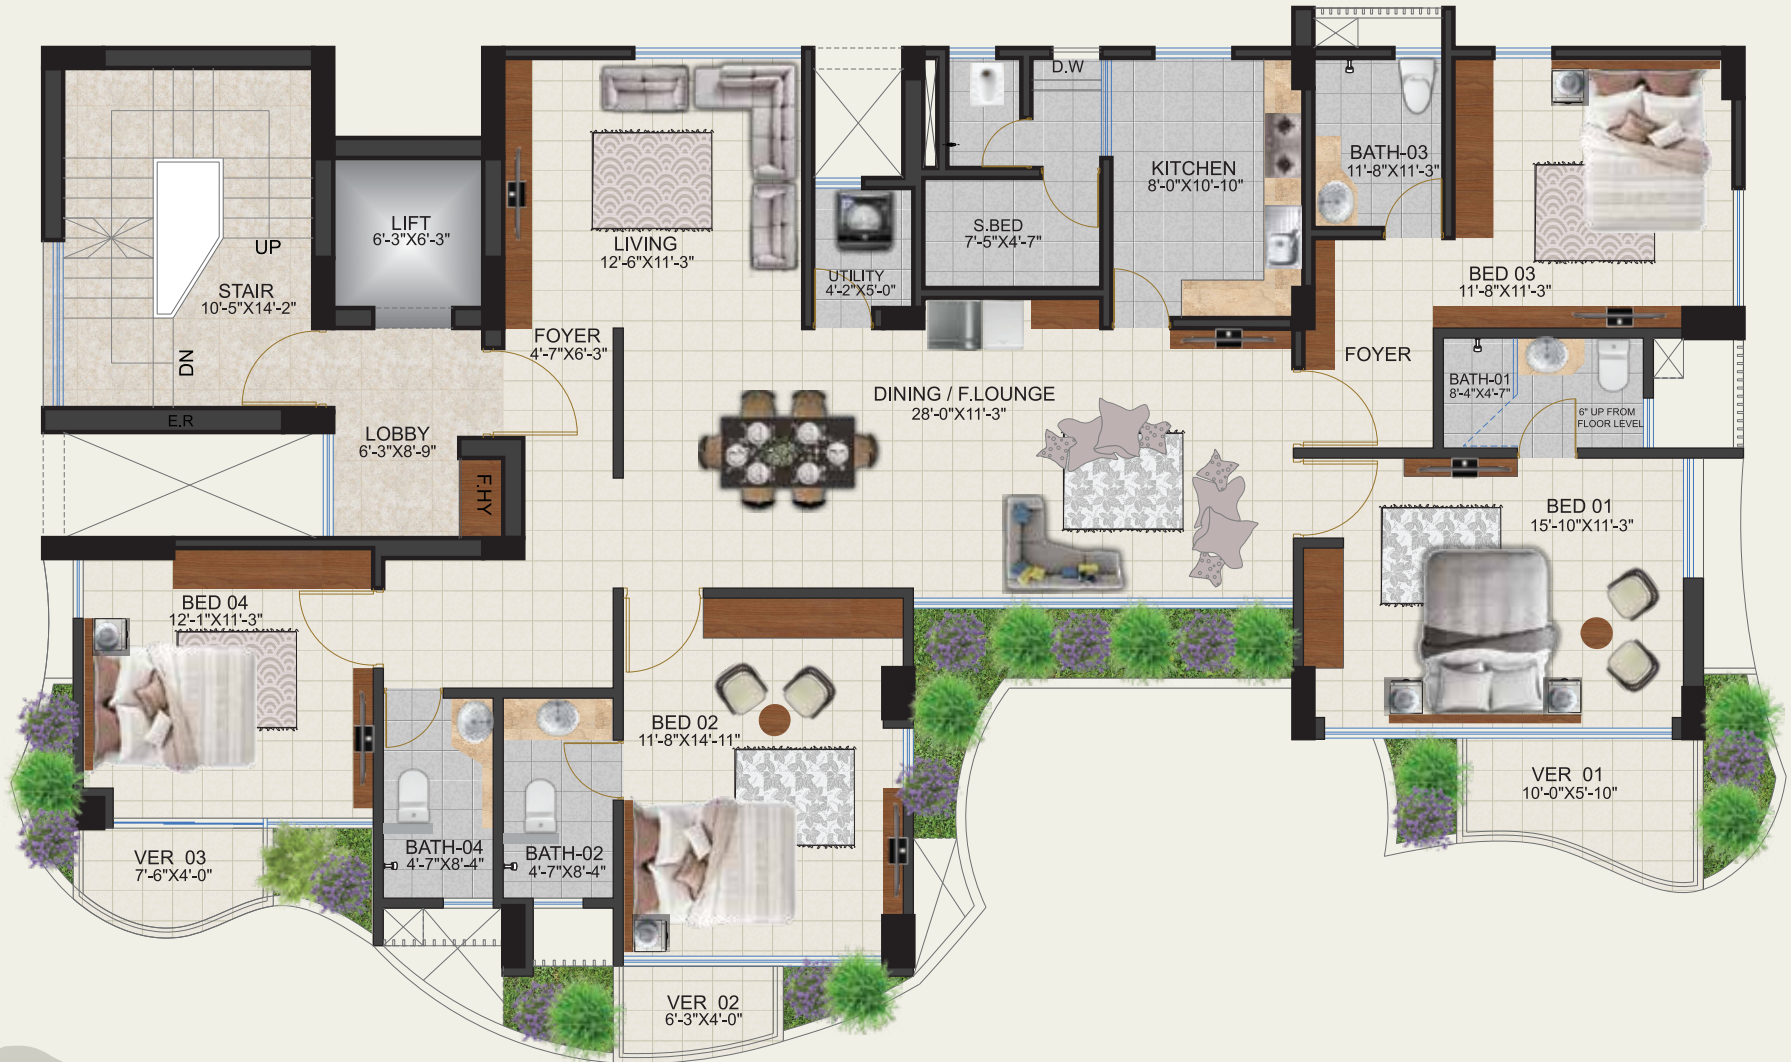 D.W
KITCHEN
8'-0"X10'-10"
BATH-03
11'-8"X11'-3"
LIFT
6'-3"X6'-3"
LIVING
12'-6"X11'-3"
S.BED
7'-5"X4'-7"
UP
STAIR
10'-5"X14'-2"
UTILITY
4'-2"X5'-0"
BED 03
11'-8"X11'-3"
DN
FOYER
4'-7"X6'-3"
FOYER
DINING / F.LOUNGE
28'-0"X11'-3"
BATH-01
8'-4"X4'-7"
6" UP FROM
FLOOR LEVEL
E.R
LOBBY
6'-3"X8'-9"
F.HY
BED 01
15'-10"X11'-3"
BED 04
12'-1"X11'-3"
BED 02
11'-8"X14'-11"
VER 01
10'-0"X5'-10"
VER 03
7'-6"X4'-0"
BATH-04
4'-7"X8'-4"
BATH-02
4'-7"X8'-4"
VER 02
6'-3"X4'-0"